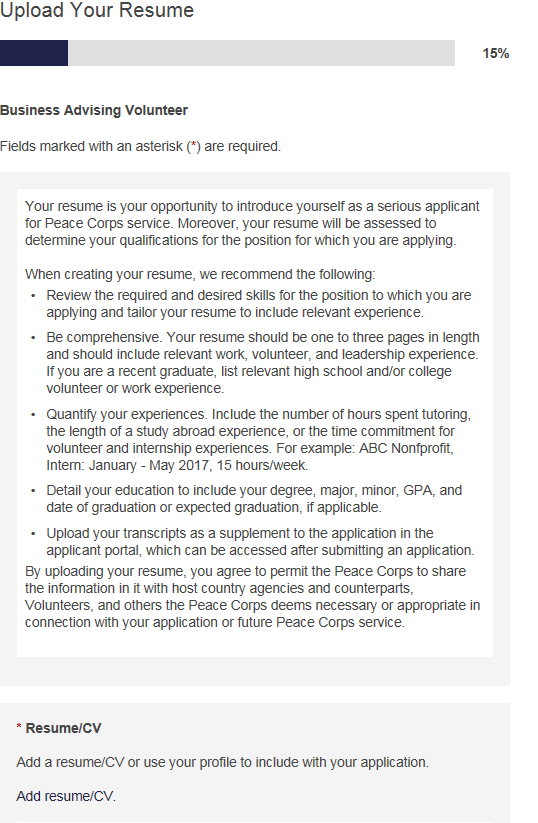 Upload Your Resume
15%
Business Advising Volunteer
Fields marked with an asterisk (*) are required.
Your resume is your opportunity to introduce yourself as a serious applicant
for Peace Corps service. Moreover, your resume will be assessed to
determine your qualifications for the position for which you are applying.
When creating your resume, we recommend the following:
• Review the required and desired skills for the position to which you are
applying and tailor your resume to include relevant experience.
• Be comprehensive. Your resume should be one to three pages in length
and should include relevant work, volunteer, and leadership experience.
If you are a recent graduate, list relevant high school and/or college
volunteer or work experience.
• Quantify your experiences. Include the number of hours spent tutoring,
the length of a study abroad experience, or the time commitment for
volunteer and internship experiences. For example: ABC Nonfprofit,
Intern: January - May 2017, 15 hours/week.
• Detail your education to include your degree, major, minor, GPA, and
date of graduation or expected graduation, if applicable.
• Upload your transcripts as a supplement to the application in the
applicant portal, which can be accessed after submitting an application.
By uploading your resume, you agree to permit the Peace Corps to share
the information in it with host country agencies and counterparts,
Volunteers, and others the Peace Corps deems necessary or appropriate in
connection with your application or future Peace Corps service.
* Resume/CV
Add a resume/CV or use your profile to include with your application.
Add resume/CV.